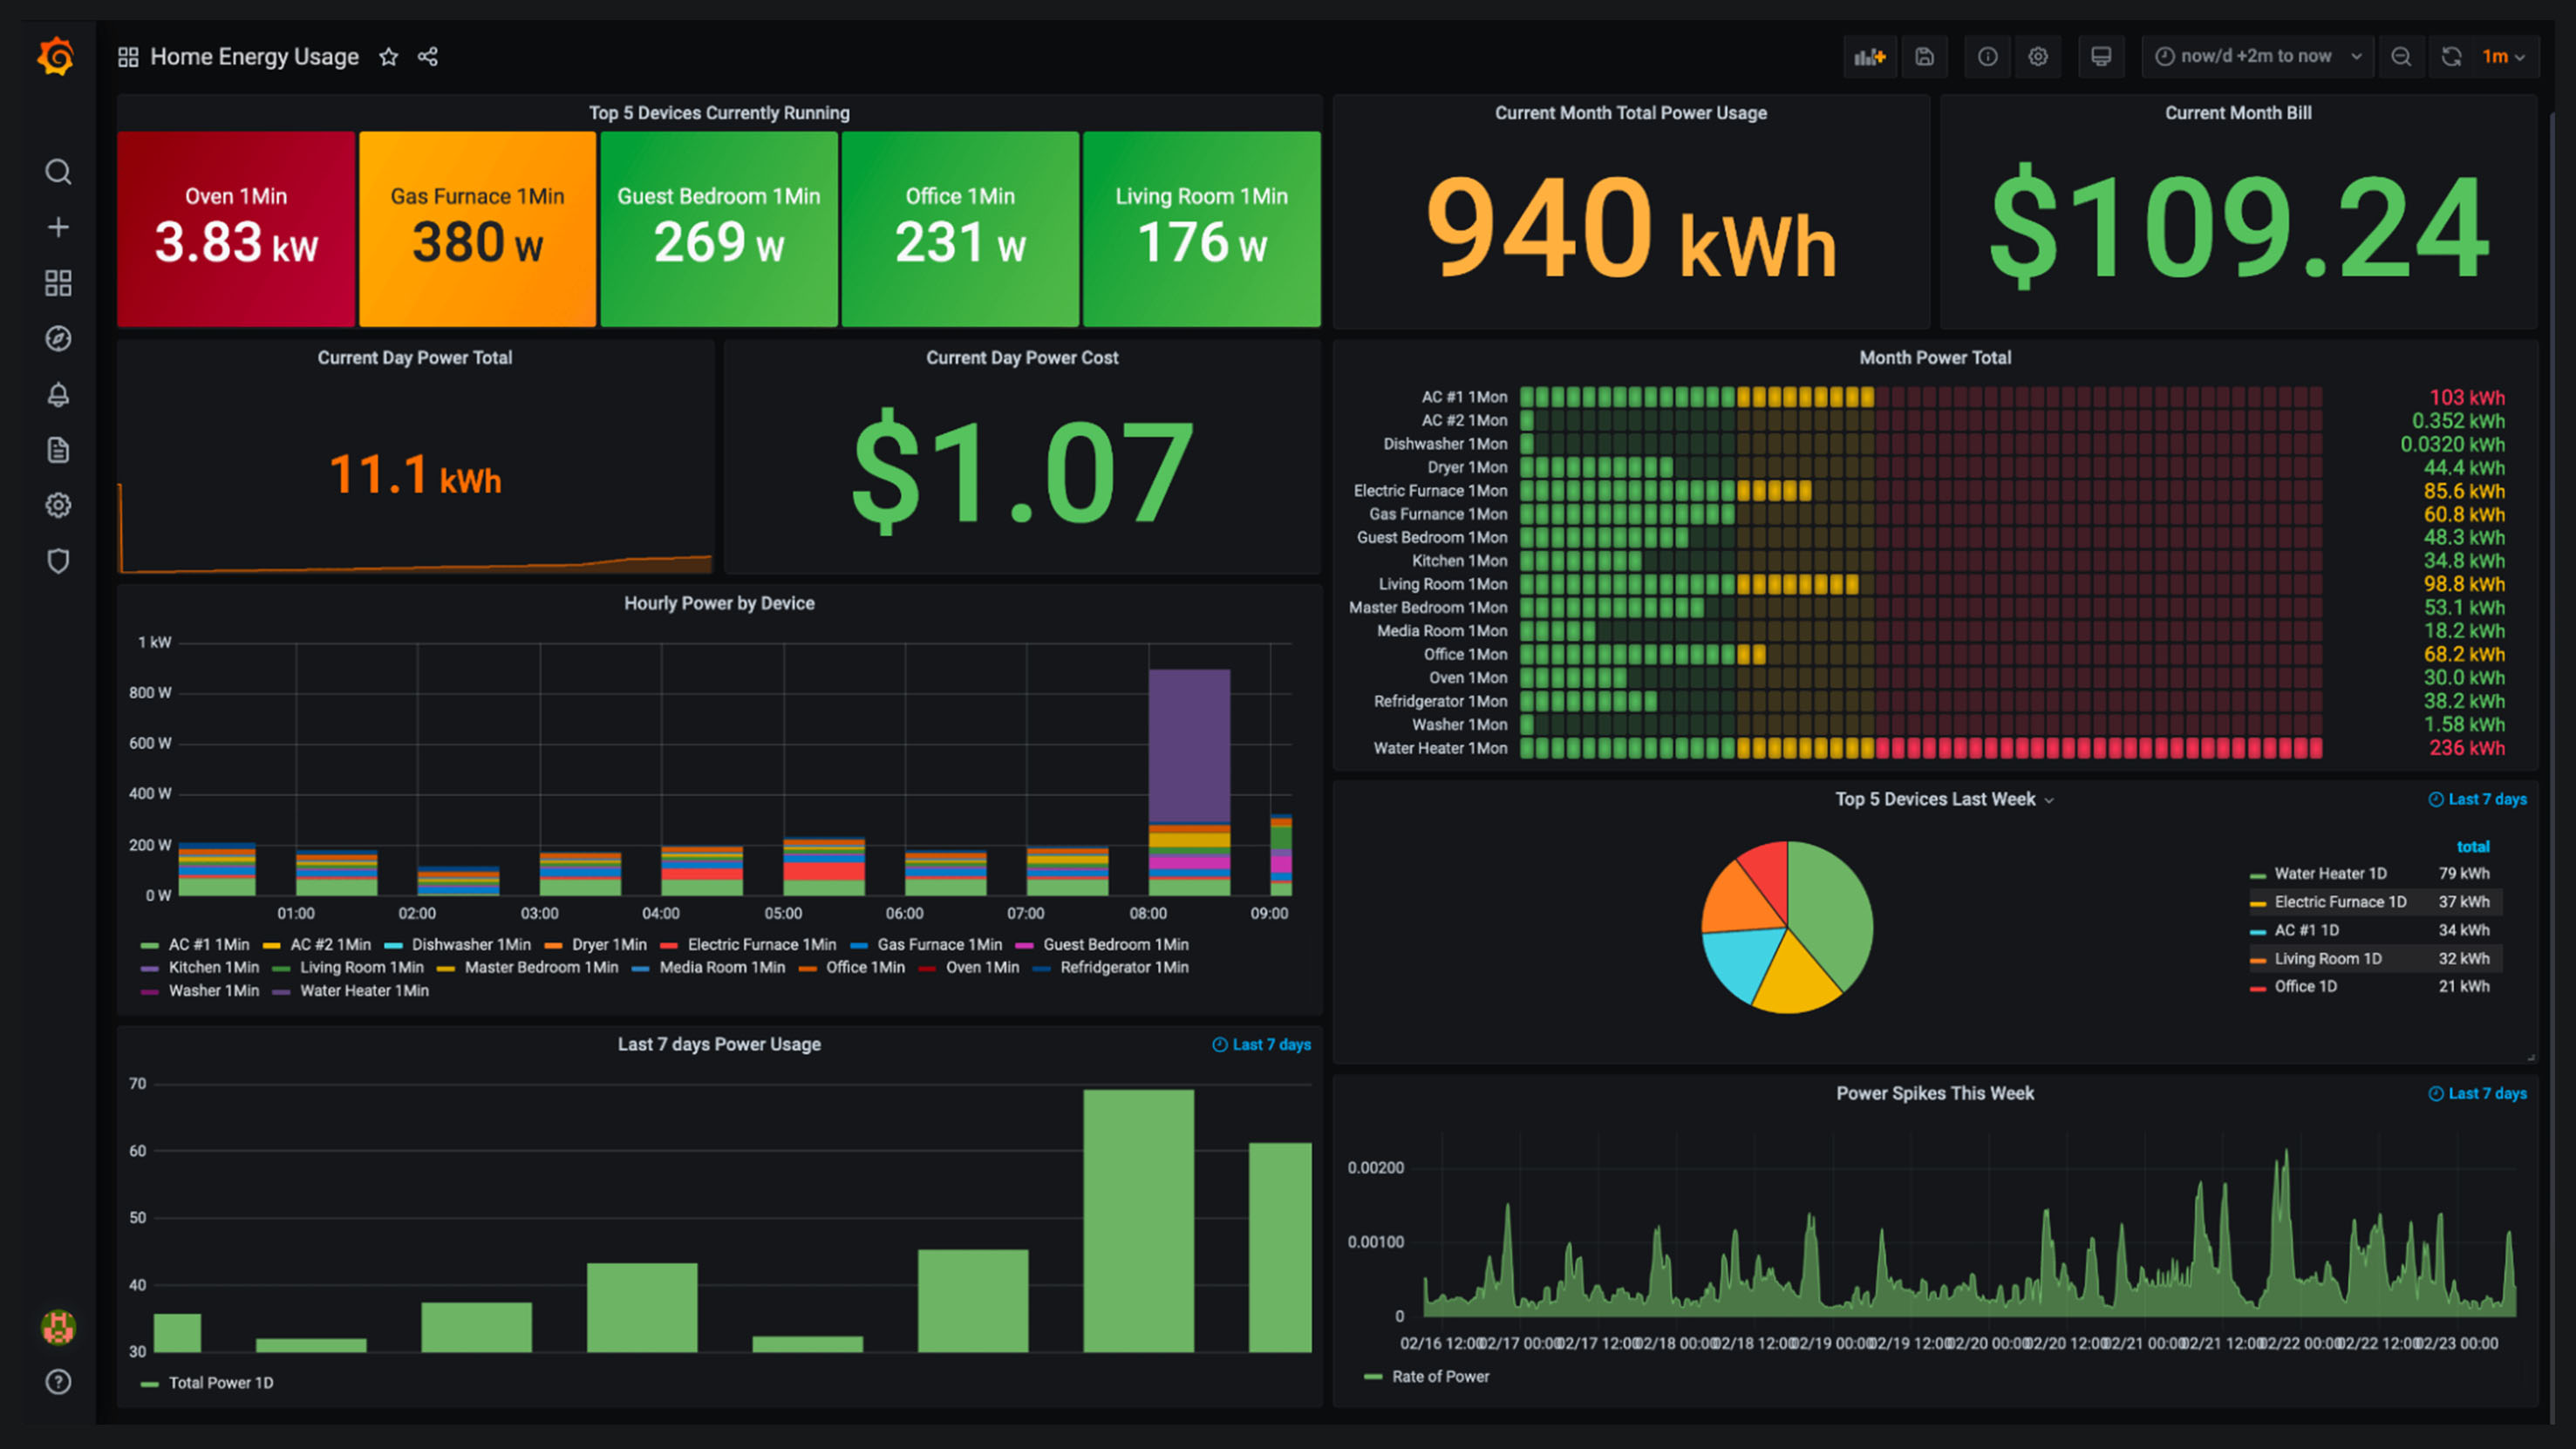 Home Energy Usage
now/d +2m to now
1m
Top 5 Devices Currently Running
Oven 1Min
3.83 kW
Gas Furnace 1Min
380 W
Guest Bedroom 1Min
269 W
Office 1Min
231 W
Living Room 1Min
176 W
Current Month Total Power Usage
940 kWh
Current Month Bill
$109.24
Current Day Power Total
11.1 kWh
Current Day Power Cost
$1.07
Month Power Total
AC #1 1Mon 103 kWh
AC #2 1Mon 0.352 kWh
Dishwasher 1Mon 0.0320 kWh
Dryer 1Mon 44.4 kWh
Electric Furnace 1Mon 85.6 kWh
Gas Furnance 1Mon 60.8 kWh
Guest Bedroom 1Mon 48.3 kWh
Kitchen 1Mon 34.8 kWh
Living Room 1Mon 98.8 kWh
Master Bedroom 1Mon 53.1 kWh
Media Room 1Mon 18.2 kWh
Office 1Mon 68.2 kWh
Oven 1Mon 30.0 kWh
Refridgerator 1Mon 38.2 kWh
Washer 1Mon 1.58 kWh
Water Heater 1Mon 236 kWh
Hourly Power by Device
1 kW
800 W
600 W
400 W
200 W
0 W
01:00 02:00 03:00 04:00 05:00 06:00 07:00 08:00 09:00
AC #1 1Min AC #2 1Min Dishwasher 1Min Dryer 1Min Electric Furnace 1Min Gas Furnace 1Min Guest Bedroom 1Min
Kitchen 1Min Living Room 1Min Master Bedroom 1Min Media Room 1Min Office 1Min Oven 1Min Refridgerator 1Min
Washer 1Min Water Heater 1Min
Top 5 Devices Last Week
Last 7 days
total
Water Heater 1D 79 kWh
Electric Furnace 1D 37 kWh
AC #1 1D 34 kWh
Living Room 1D 32 kWh
Office 1D 21 kWh
Last 7 days Power Usage
Last 7 days
70
60
50
40
30
Total Power 1D
Power Spikes This Week
Last 7 days
0.00200
0.00100
0
02/16 12:00 02/17 00:00 02/17 12:00 02/18 00:00 02/18 12:00 02/19 00:00 02/19 12:00 02/20 00:00 02/20 12:00 02/21 00:00 02/21 12:00 02/22 00:00 02/22 12:00 02/23 00:00
Rate of Power